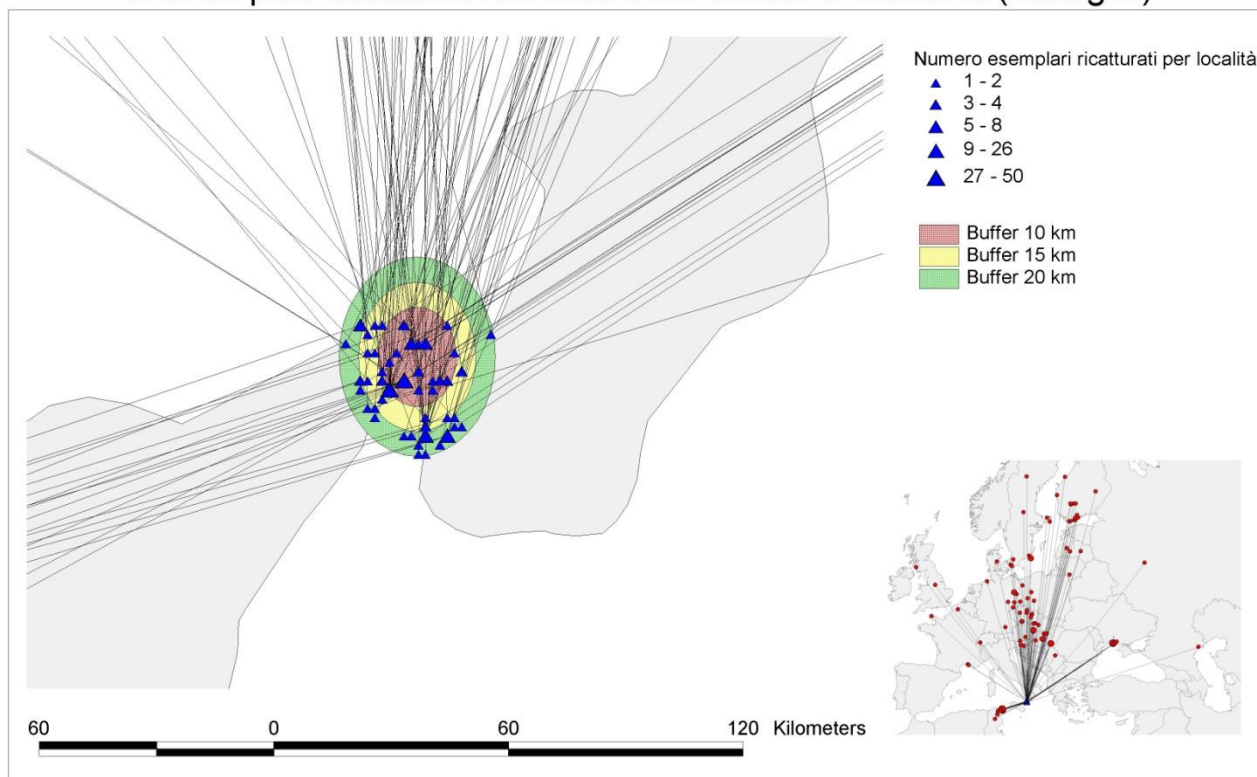 Numero esemplari ricatturati per località
1 - 2
3 - 4
5 - 8
9 - 26
27 - 50
Buffer 10 km
Buffer 15 km
Buffer 20 km
60 0 60 120 Kilometers